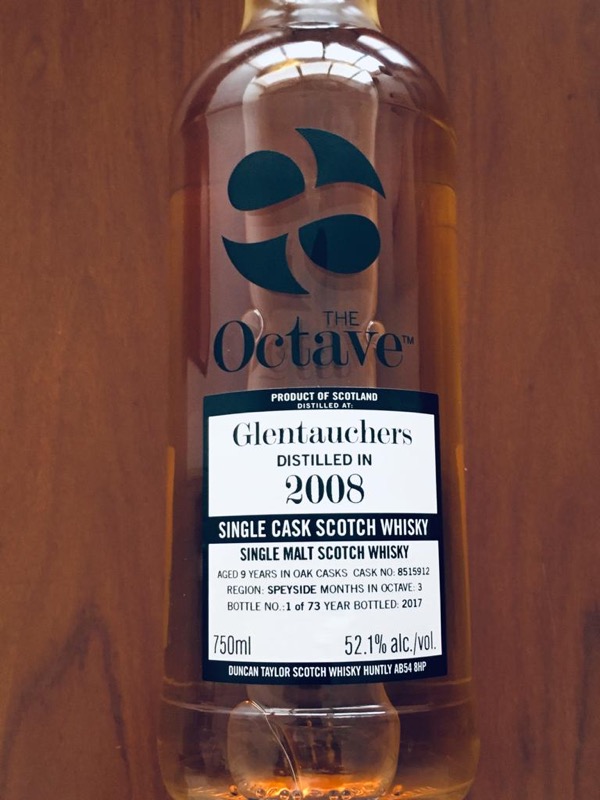 THE
Octave™
PRODUCT OF SCOTLAND
DISTILLED AT:
Glentauchers
DISTILLED IN
2008
SINGLE CASK SCOTCH WHISKY
SINGLE MALT SCOTCH WHISKY
AGED 9 YEARS IN OAK CASKS CASK NO: 8515912
REGION: SPEYSIDE MONTHS IN OCTAVE: 3
BOTTLE NO.:1 of 73 YEAR BOTTLED: 2017
750ml 52.1% alc./vol.
DUNCAN TAYLOR SCOTCH WHISKY HUNTLY AB54 8HP